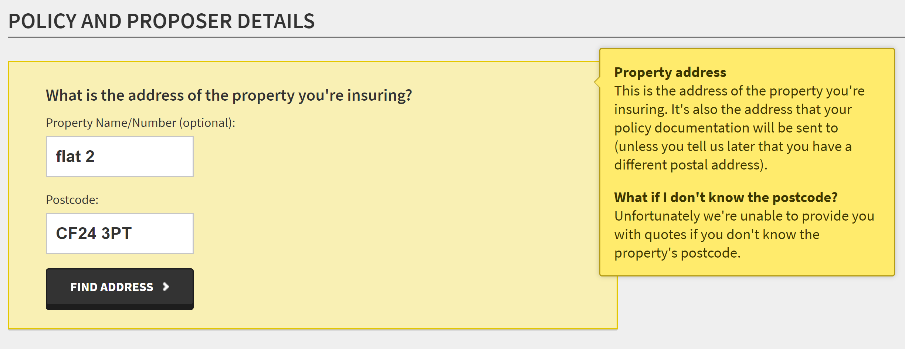 POLICY AND PROPOSER DETAILS
What is the address of the property you're insuring?
Property Name/Number (optional):
flat 2
Postcode:
CF24 3PT
FIND ADDRESS
Property address
This is the address of the property you're
insuring. It's also the address that your
policy documentation will be sent to
(unless you tell us later that you have a
different postal address).
What if I don't know the postcode?
Unfortunately we're unable to provide you
with quotes if you don't know the
property's postcode.